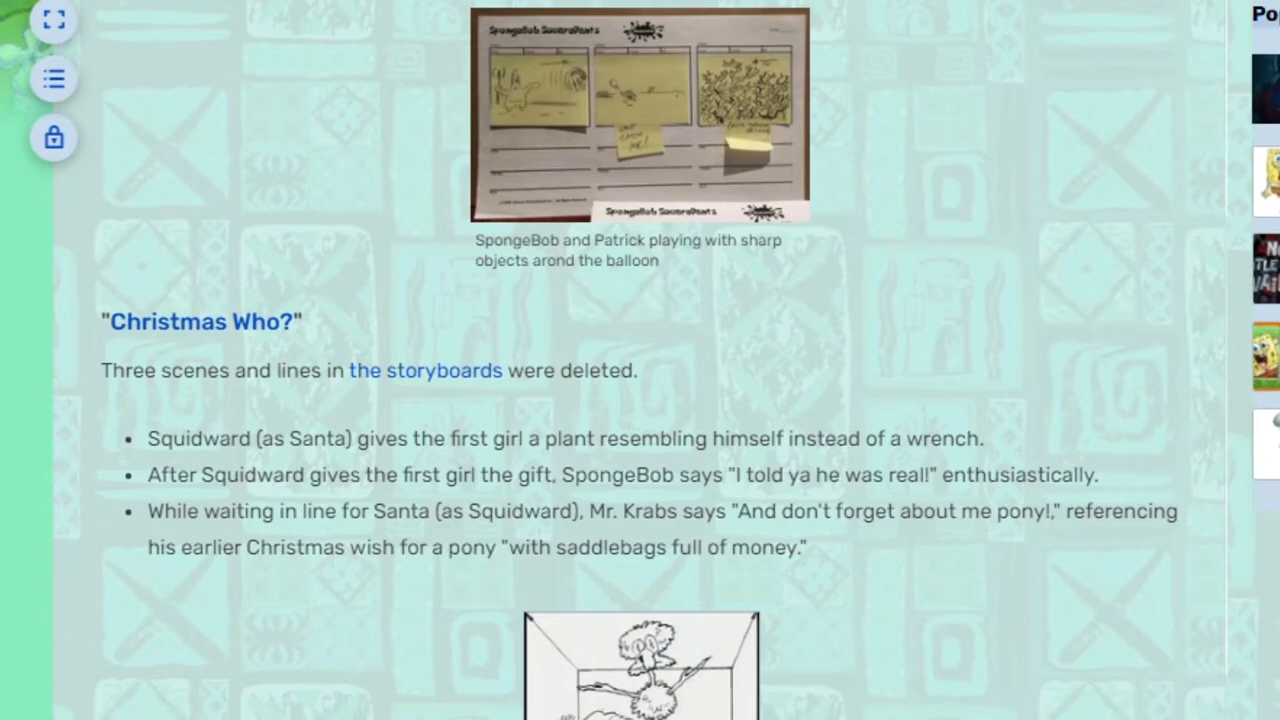 Po
SpongeBob SquarePants
SpongeBob SquarePants
SpongeBob and Patrick playing with sharp
objects arond the balloon
"Christmas Who?"
Three scenes and lines in the storyboards were deleted.
Squidward (as Santa) gives the first girl a plant resembling himself instead of a wrench.
After Squidward gives the first girl the gift, SpongeBob says "I told ya he was real!" enthusiastically.
While waiting in line for Santa (as Squidward), Mr. Krabs says "And don't forget about me pony!," referencing
his earlier Christmas wish for a pony "with saddlebags full of money."